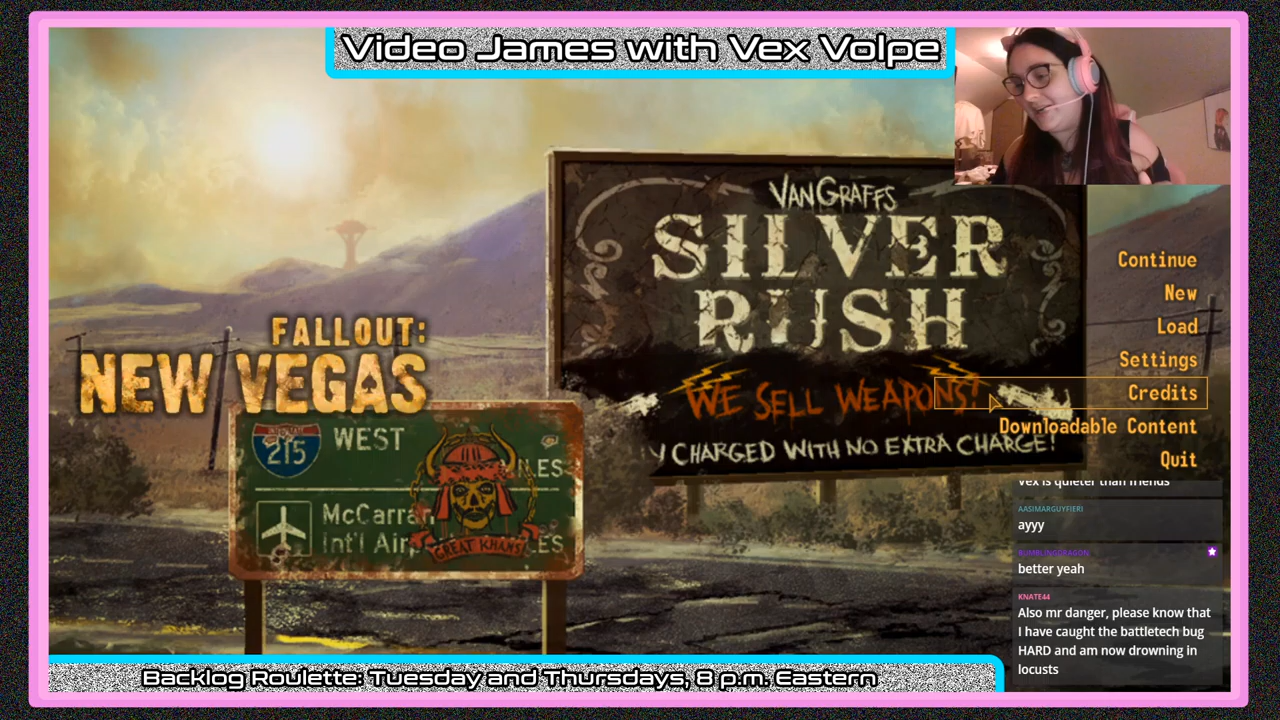 Video James with Vex Volpe
VANGRAFFS
SILVER
RUSH
WE SELL WEAPONS!
Y CHARGED WITH NO EXTRA CHARGE!
FALLOUT:
NEW VEGAS
INTERSTATE
215
WEST
McCarran
Int'l Airp
GREAT KHANS
Continue
New
Load
Settings
Credits
Downloadable Content
Quit
Vex is quieter than friends
AASIMARGUYFIERI
ayyy
RUMBLINGDRAGON
better yeah
KNATE44
Also mr danger, please know that
I have caught the battletech bug
HARD and am now drowning in
locusts
Backlog Roulette: Tuesday and Thursdays, 8 p.m. Eastern